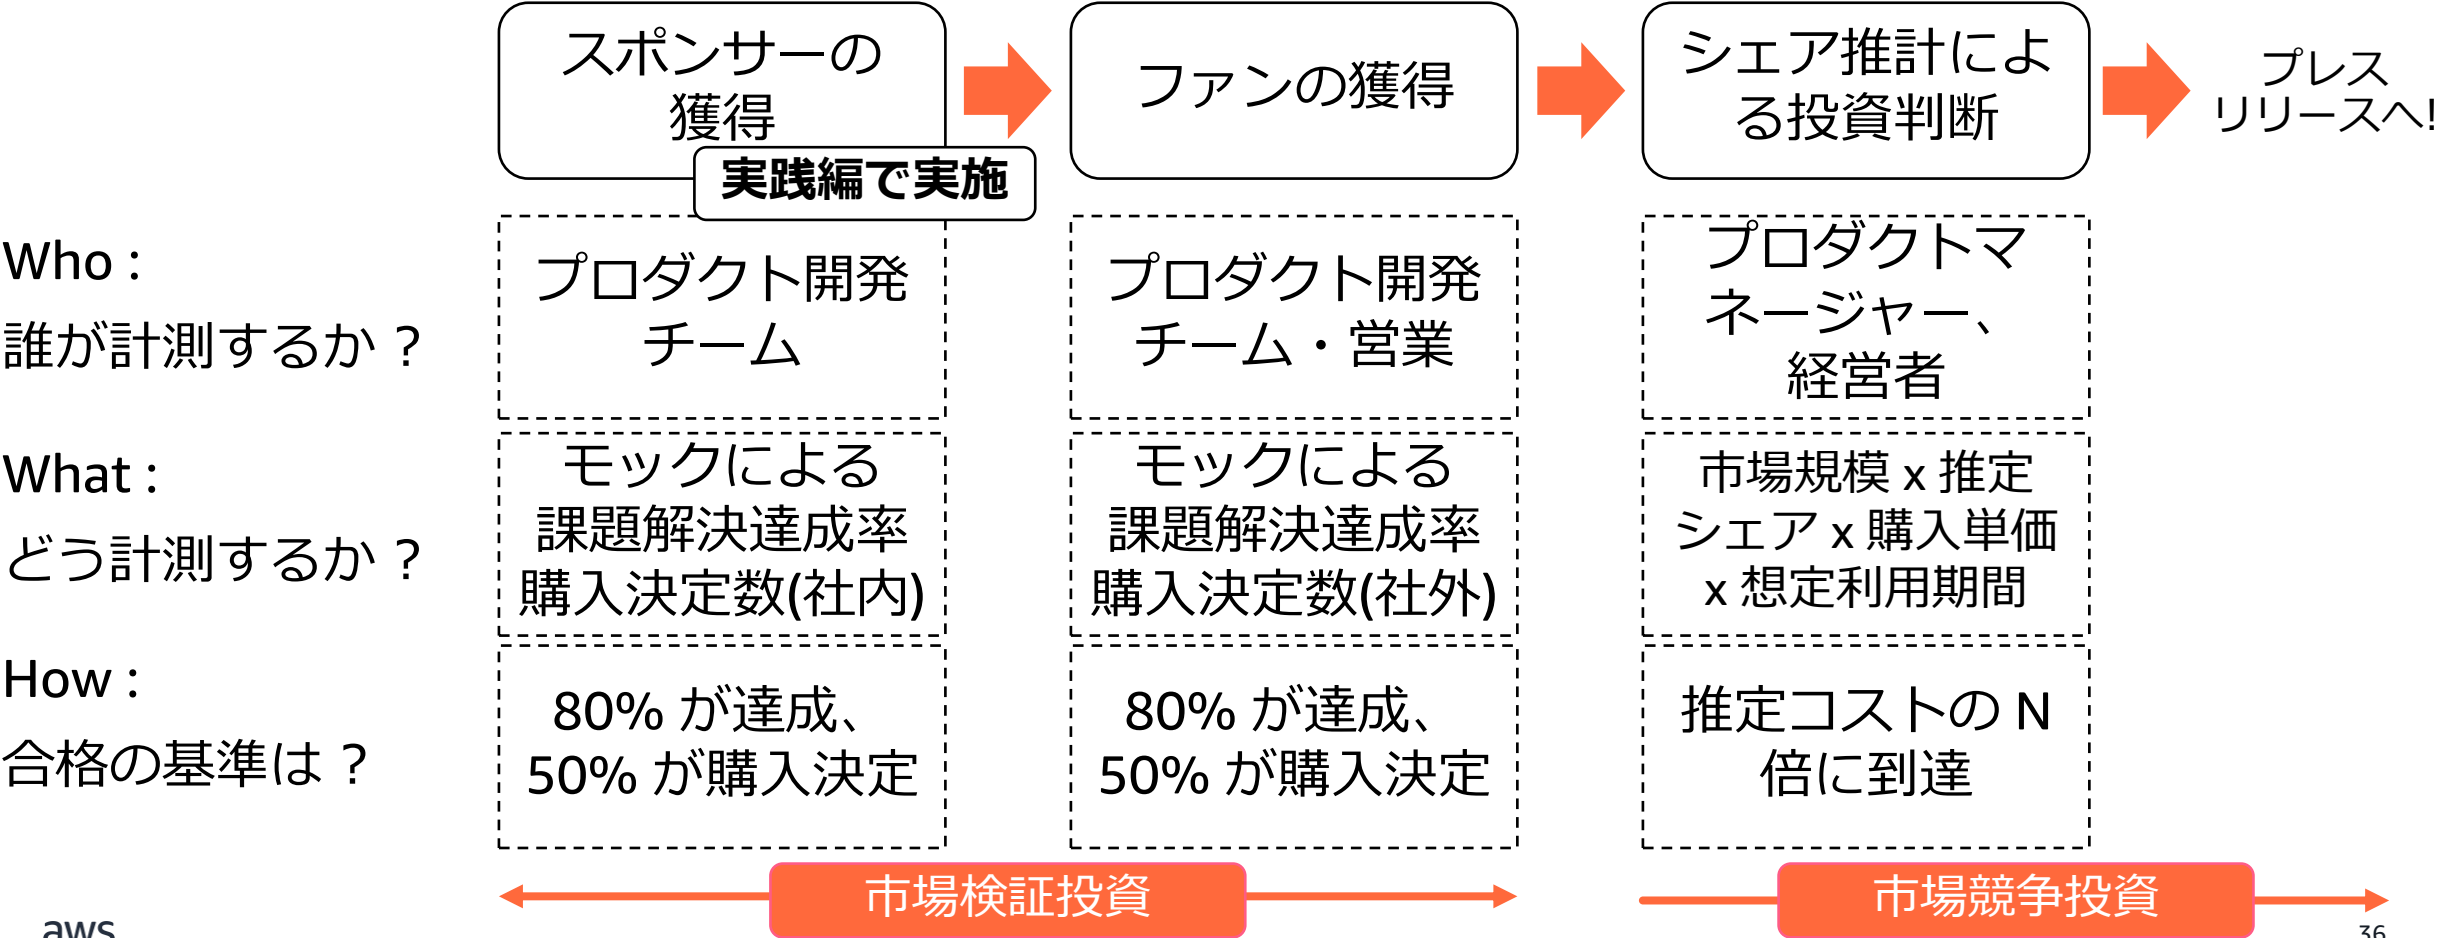 スポンサーの
獲得
実践編で実施
ファンの獲得
シェア推計によ
る投資判断
プレス
リリースへ!
Who :
誰が計測するか？
プロダクト開発
チーム
プロダクト開発
チーム・営業
プロダクトマ
ネージャー、
経営者
What :
どう計測するか？
モックによる
課題解決達成率
購入決定数(社内)
モックによる
課題解決達成率
購入決定数(社外)
市場規模 x 推定
シェア x 購入単価
x 想定利用期間
How :
合格の基準は？
80% が達成、
50% が購入決定
80% が達成、
50% が購入決定
推定コストの N
倍に到達
市場検証投資
市場競争投資
aws
36